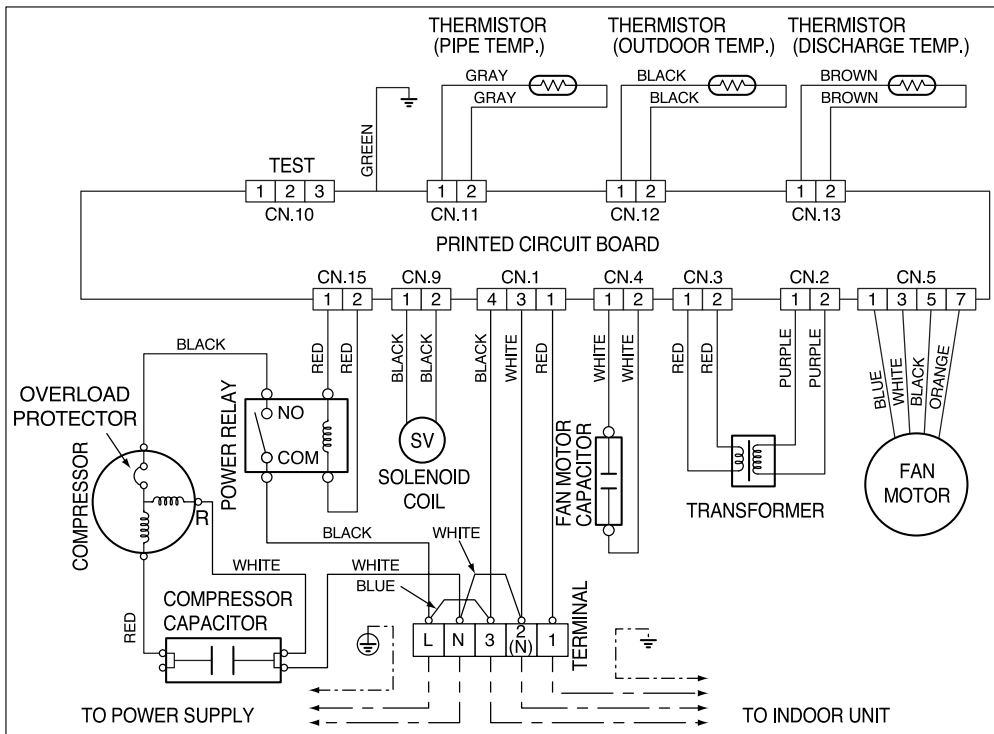 THERMISTOR
(PIPE TEMP.)
THERMISTOR
(OUTDOOR TEMP.)
THERMISTOR
(DISCHARGE TEMP.)
GRAY
GRAY
BLACK
BLACK
BROWN
BROWN
GREEN
TEST
1 2 3
CN.10
1 2
CN.11
1 2
CN.12
1 2
CN.13
PRINTED CIRCUIT BOARD
CN.15
1 2
CN.9
1 2
CN.1
4 3 1
CN.4
1 2
CN.3
1 2
CN.2
1 2
CN.5
1 3 5 7
BLACK
RED
RED
BLACK
BLACK
BLACK
WHITE
RED
WHITE
WHITE
RED
RED
PURPLE
PURPLE
BLUE
WHITE
BLACK
ORANGE
OVERLOAD
PROTECTOR
COMPRESSOR
R
POWER RELAY
NO
COM
SV
SOLENOID
COIL
FAN MOTOR
CAPACITOR
TRANSFORMER
FAN
MOTOR
BLACK
WHITE
WHITE
WHITE
BLUE
RED
COMPRESSOR
CAPACITOR
L N 3 2 (N) 1
TERMINAL
TO POWER SUPPLY
TO INDOOR UNIT